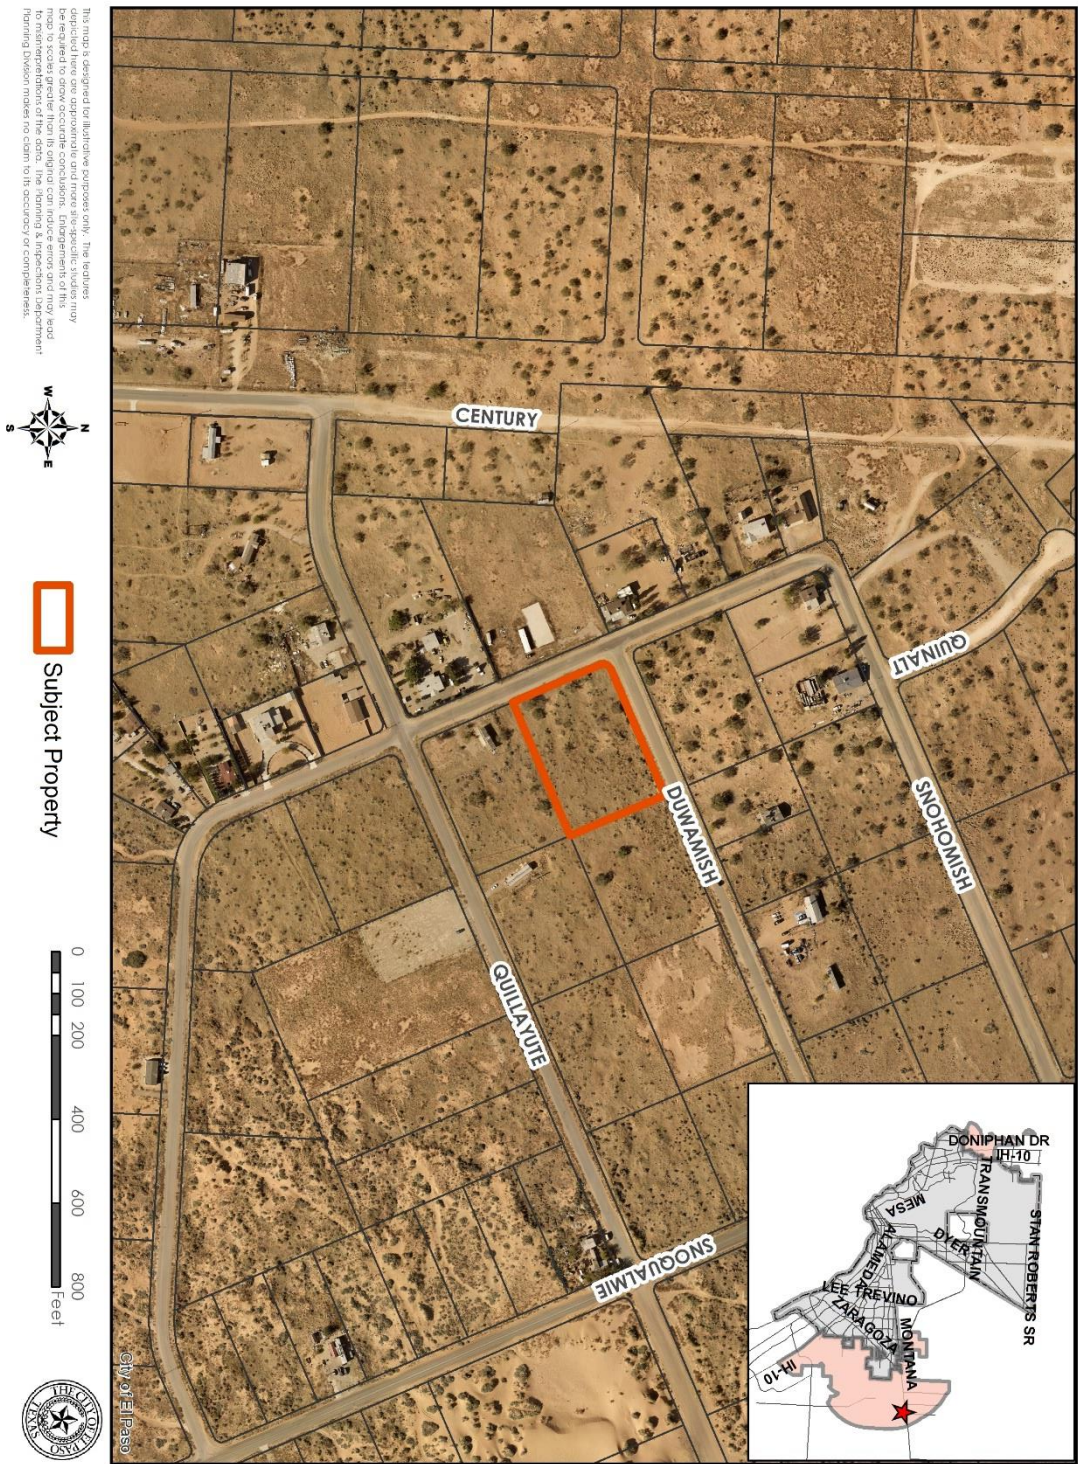 CENTURY
QUINALT
SNOHOMISH
DUWAMISH
QUILLAYUTE
SNOQUALMIE
DONIPHAN DR
IH-10
TRANSMOUNTAIN
STAN ROBERTS SR
MESA
DYER
ALAMEDA
LEE TREVINO
ZARAGOZA
MONTANA
IH-10
City of El Paso
This map is designed for illustrative purposes only. The features
depicted here are approximate and more site-specific studies may
be required to draw accurate conclusions. Enlargements of this
map to scales greater than its original can induce errors and may lead
to misinterpretations of the data. The Planning & Inspections Department
Planning Division makes no claim to its accuracy or completeness.
N
W
E
S
Subject Property
0 100 200 400 600 800
Feet
THE CITY OF EL PASO
TEXAS